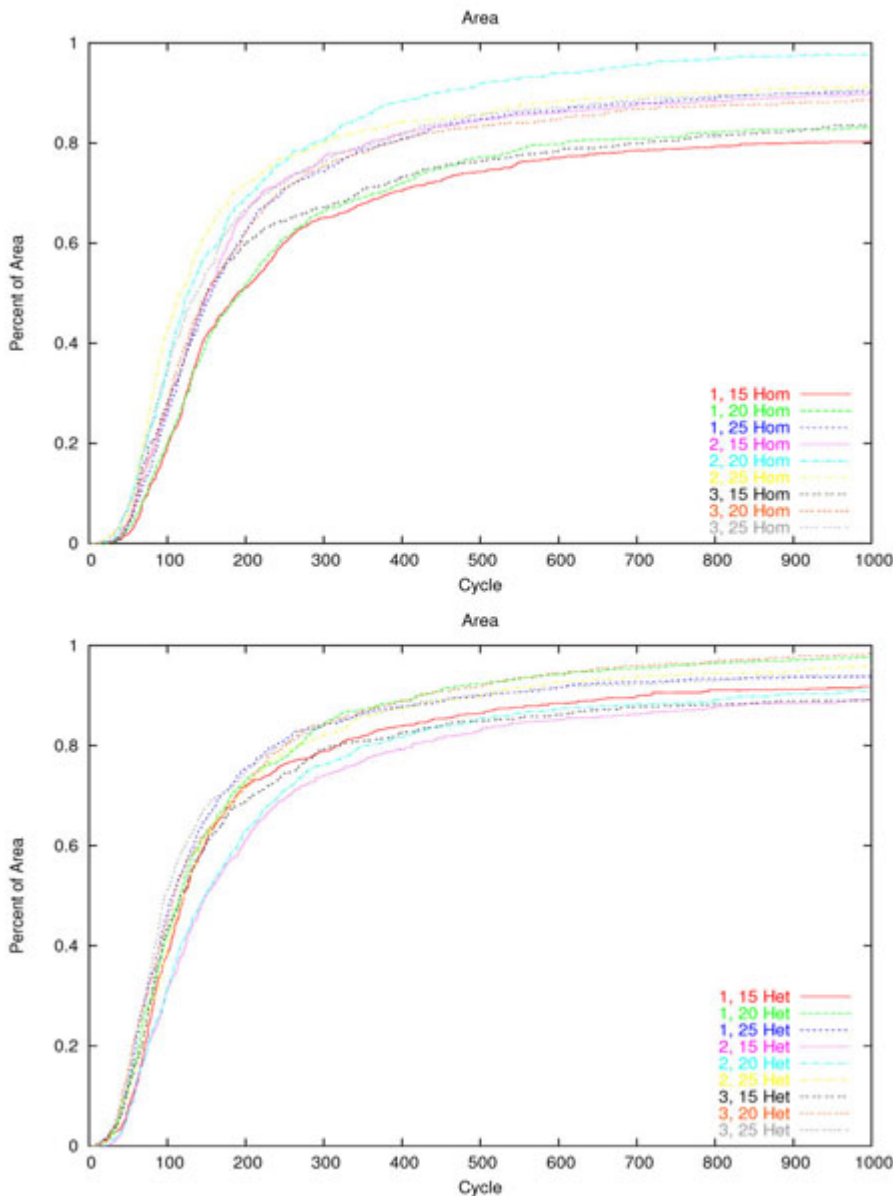 Area
1
0.8
0.6
0.4
0.2
0
Percent of Area
1, 15 Hom
1, 20 Hom
1, 25 Hom
2, 15 Hom
2, 20 Hom
2, 25 Hom
3, 15 Hom
3, 20 Hom
3, 25 Hom
0 100 200 300 400 500 600 700 800 900 1000
Cycle
Area
1
0.8
0.6
0.4
0.2
0
Percent of Area
1, 15 Het
1, 20 Het
1, 25 Het
2, 15 Het
2, 20 Het
2, 25 Het
3, 15 Het
3, 20 Het
3, 25 Het
0 100 200 300 400 500 600 700 800 900 1000
Cycle